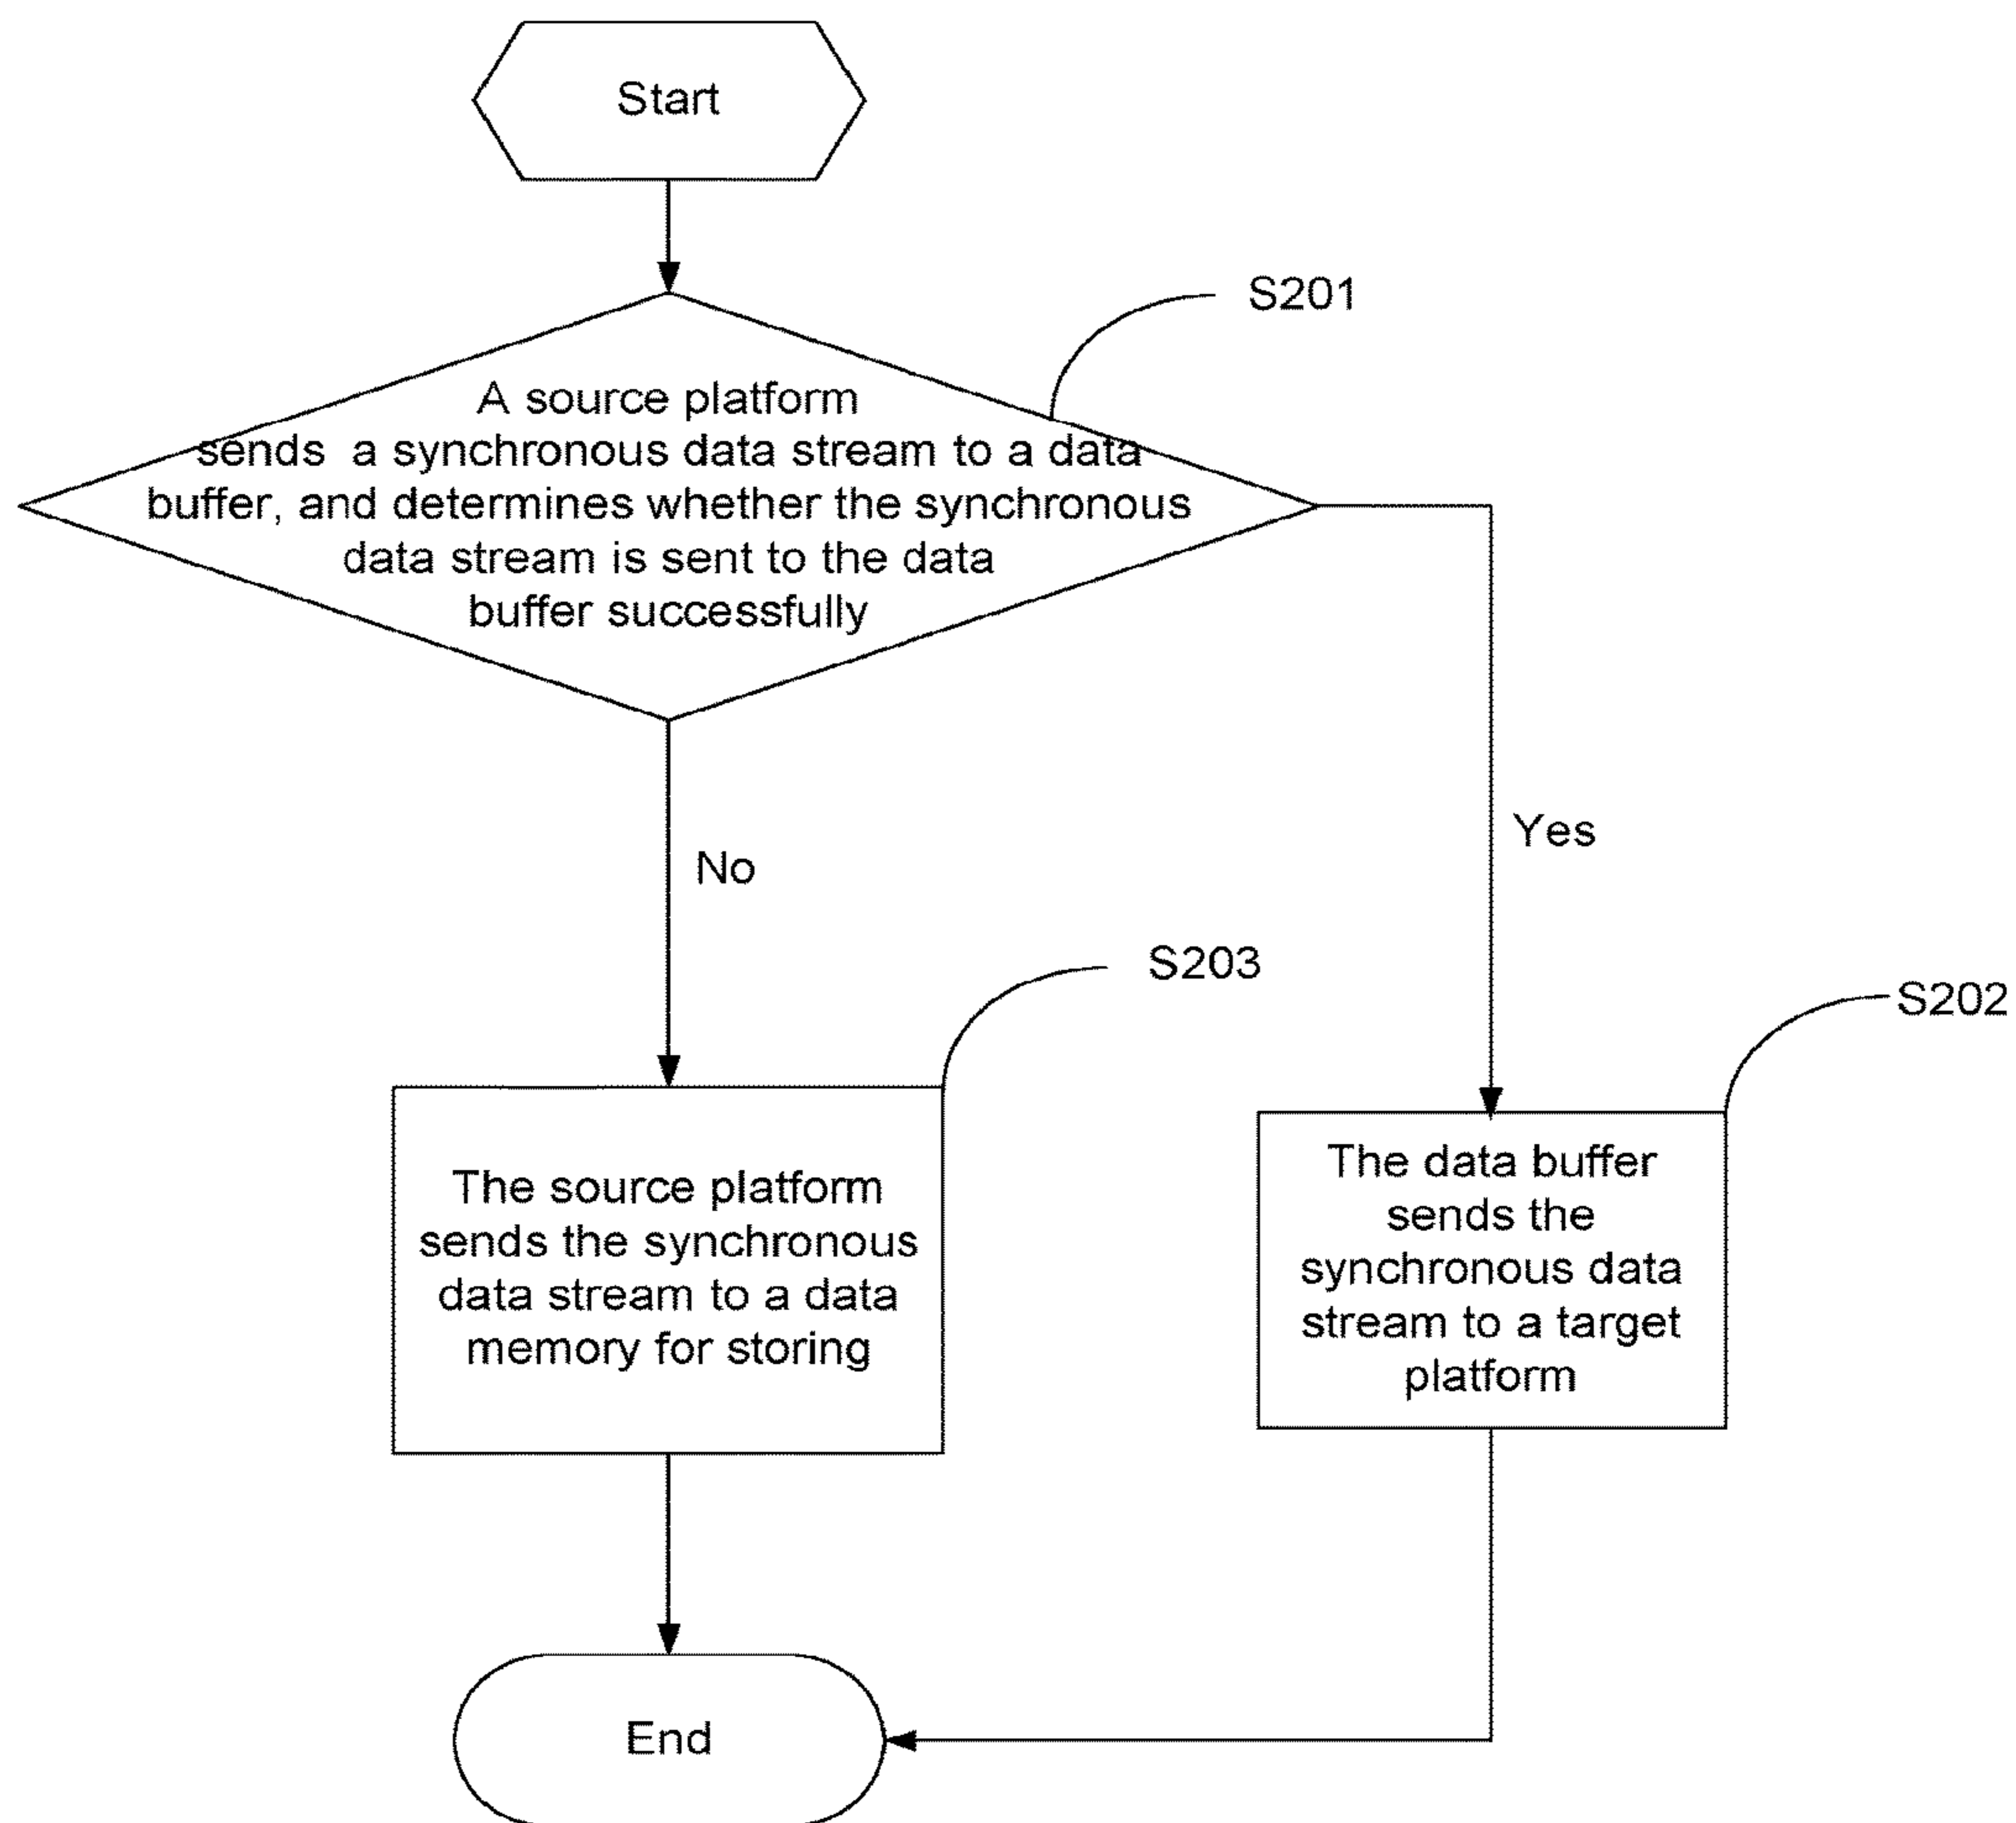 Start
S201
A source platform
sends a synchronous data stream to a data
buffer, and determines whether the synchronous
data stream is sent to the data
buffer successfully
Yes
No
S203
S202
The source platform
sends the synchronous
data stream to a data
memory for storing
The data buffer
sends the
synchronous data
stream to a target
platform
End